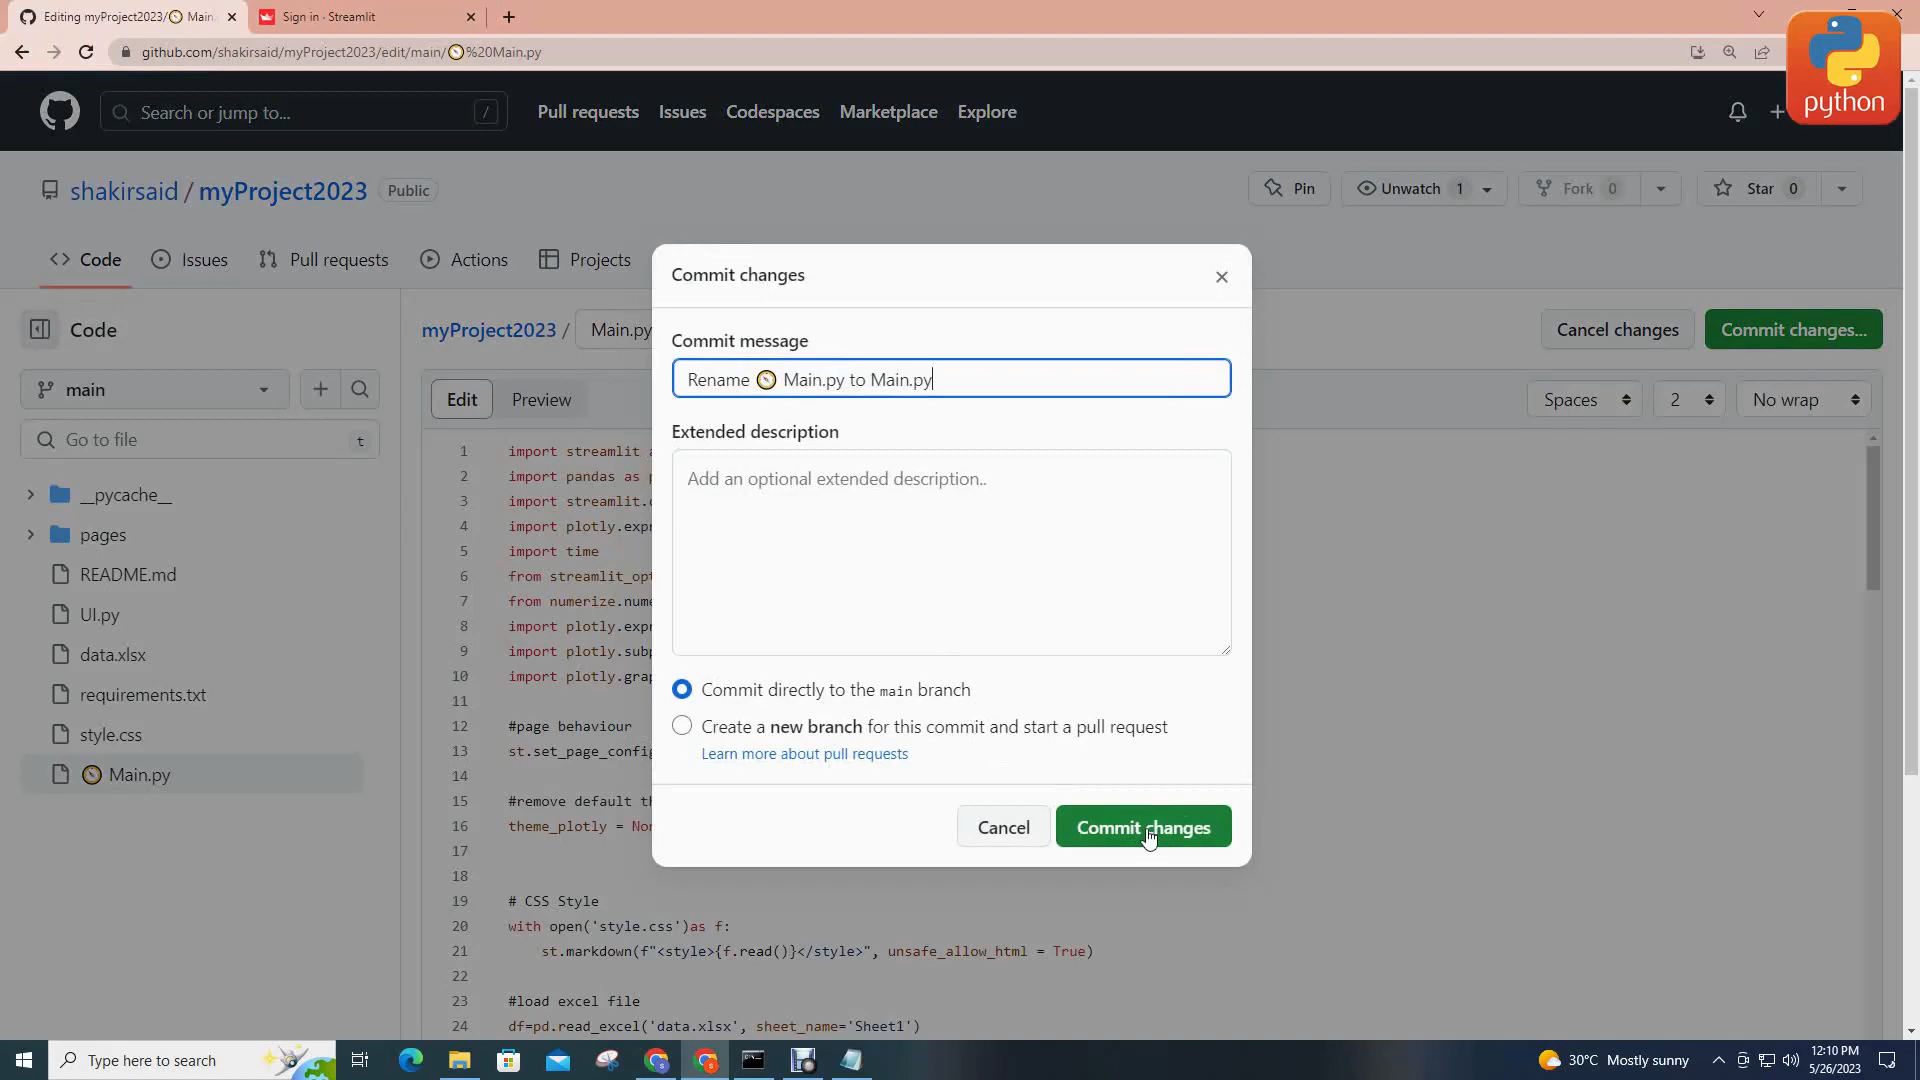 Editing myProject2023/🧭 Main.
Sign in · Streamlit
github.com/shakirsaid/myProject2023/edit/main/🧭%20Main.py
python
Search or jump to...
/
Pull requests
Issues
Codespaces
Marketplace
Explore
shakirsaid / myProject2023
Public
Pin
Unwatch 1
Fork 0
Star 0
Code
Issues
Pull requests
Actions
Projects
Code
main
Go to file
t
__pycache__
pages
README.md
UI.py
data.xlsx
requirements.txt
style.css
🧭 Main.py
myProject2023 /
Main.py
Cancel changes
Commit changes...
Edit
Preview
Spaces
2
No wrap
1 import streamlit a
2 import pandas as p
3 import streamlit.c
4 import plotly.expr
5 import time
6 from streamlit_opt
7 from numerize.nume
8 import plotly.expr
9 import plotly.subp
10 import plotly.grap
11
12 #page behaviour
13 st.set_page_config
14
15 #remove default th
16 theme_plotly = Non
17
18
19 # CSS Style
20 with open('style.css')as f:
21 st.markdown(f"<style>{f.read()}</style>", unsafe_allow_html = True)
22
23 #load excel file
24 df=pd.read_excel('data.xlsx', sheet_name='Sheet1')
Commit changes
Commit message
Rename 🧭 Main.py to Main.py
Extended description
Add an optional extended description..
Commit directly to the main branch
Create a new branch for this commit and start a pull request
Learn more about pull requests
Cancel
Commit changes
Type here to search
30°C Mostly sunny
12:10 PM
5/26/2023